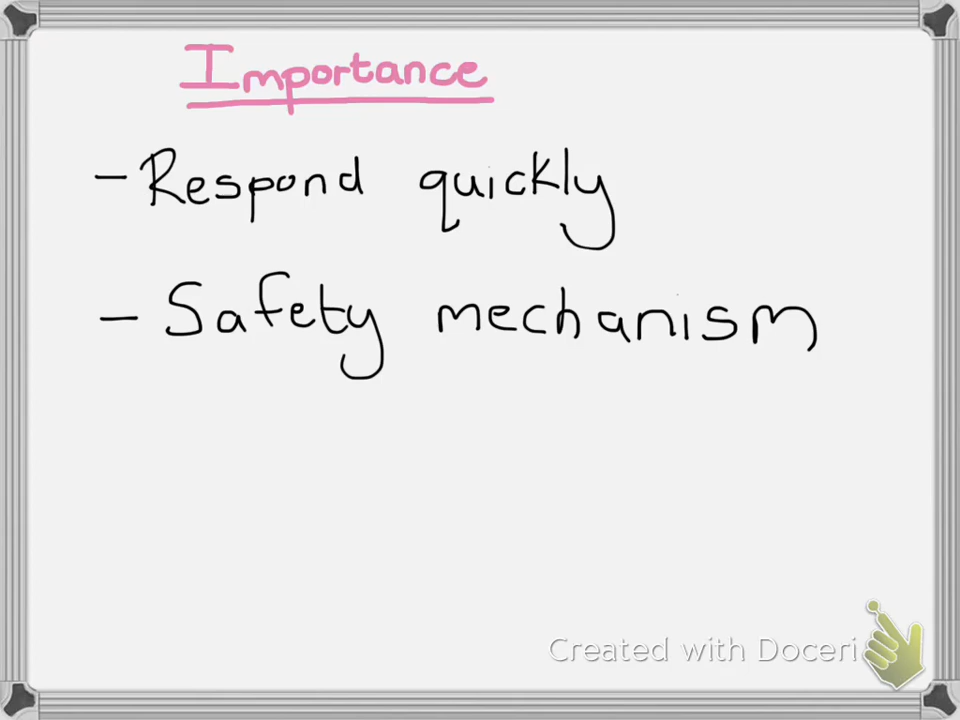 Importance
- Respond quickly
- Safety mechanism
Created with Doceri